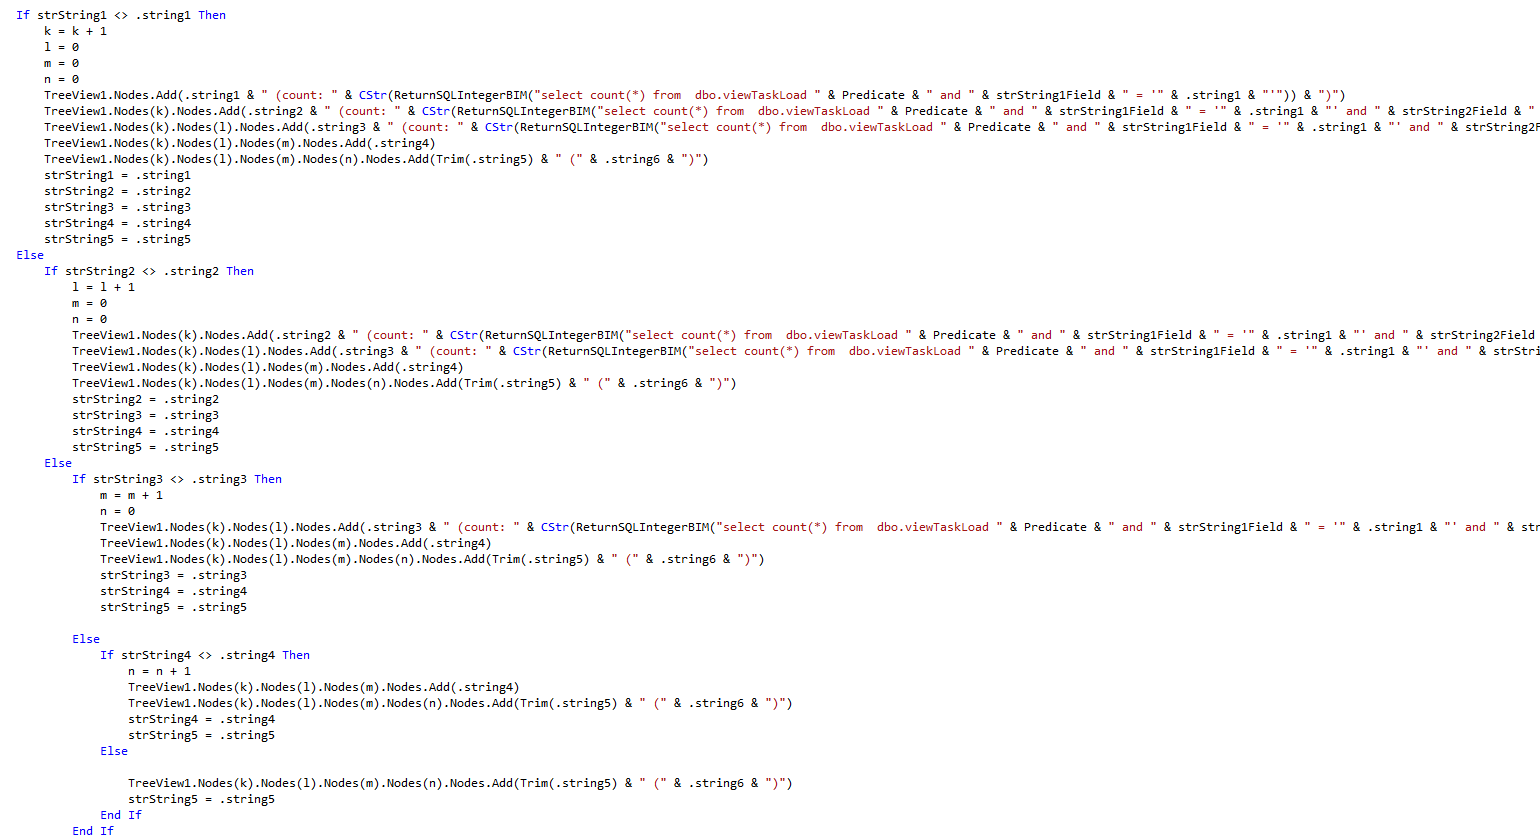 If strString1 <> .string1 Then
    k = k + 1
    l = 0
    m = 0
    n = 0
    TreeView1.Nodes.Add(.string1 & " (count: " & CStr(ReturnSQLIntegerBIM("select count(*) from  dbo.viewTaskLoad " & Predicate & " and " & strString1Field & " = '" & .string1 & "'")) & ")")
    TreeView1.Nodes(k).Nodes.Add(.string2 & " (count: " & CStr(ReturnSQLIntegerBIM("select count(*) from  dbo.viewTaskLoad " & Predicate & " and " & strString1Field & " = '" & .string1 & "' and " & strString2Field & "
    TreeView1.Nodes(k).Nodes(l).Nodes.Add(.string3 & " (count: " & CStr(ReturnSQLIntegerBIM("select count(*) from  dbo.viewTaskLoad " & Predicate & " and " & strString1Field & " = '" & .string1 & "' and " & strString2F
    TreeView1.Nodes(k).Nodes(l).Nodes(m).Nodes.Add(.string4)
    TreeView1.Nodes(k).Nodes(l).Nodes(m).Nodes(n).Nodes.Add(Trim(.string5) & " (" & .string6 & ")")
    strString1 = .string1
    strString2 = .string2
    strString3 = .string3
    strString4 = .string4
    strString5 = .string5
Else
    If strString2 <> .string2 Then
        l = l + 1
        m = 0
        n = 0
        TreeView1.Nodes(k).Nodes.Add(.string2 & " (count: " & CStr(ReturnSQLIntegerBIM("select count(*) from  dbo.viewTaskLoad " & Predicate & " and " & strString1Field & " = '" & .string1 & "' and " & strString2Field
        TreeView1.Nodes(k).Nodes(l).Nodes.Add(.string3 & " (count: " & CStr(ReturnSQLIntegerBIM("select count(*) from  dbo.viewTaskLoad " & Predicate & " and " & strString1Field & " = '" & .string1 & "' and " & strStri
        TreeView1.Nodes(k).Nodes(l).Nodes(m).Nodes.Add(.string4)
        TreeView1.Nodes(k).Nodes(l).Nodes(m).Nodes(n).Nodes.Add(Trim(.string5) & " (" & .string6 & ")")
        strString2 = .string2
        strString3 = .string3
        strString4 = .string4
        strString5 = .string5
    Else
        If strString3 <> .string3 Then
            m = m + 1
            n = 0
            TreeView1.Nodes(k).Nodes(l).Nodes.Add(.string3 & " (count: " & CStr(ReturnSQLIntegerBIM("select count(*) from  dbo.viewTaskLoad " & Predicate & " and " & strString1Field & " = '" & .string1 & "' and " & str
            TreeView1.Nodes(k).Nodes(l).Nodes(m).Nodes.Add(.string4)
            TreeView1.Nodes(k).Nodes(l).Nodes(m).Nodes(n).Nodes.Add(Trim(.string5) & " (" & .string6 & ")")
            strString3 = .string3
            strString4 = .string4
            strString5 = .string5
        Else
            If strString4 <> .string4 Then
                n = n + 1
                TreeView1.Nodes(k).Nodes(l).Nodes(m).Nodes.Add(.string4)
                TreeView1.Nodes(k).Nodes(l).Nodes(m).Nodes(n).Nodes.Add(Trim(.string5) & " (" & .string6 & ")")
                strString4 = .string4
                strString5 = .string5
            Else
                TreeView1.Nodes(k).Nodes(l).Nodes(m).Nodes(n).Nodes.Add(Trim(.string5) & " (" & .string6 & ")")
                strString5 = .string5
            End If
        End If